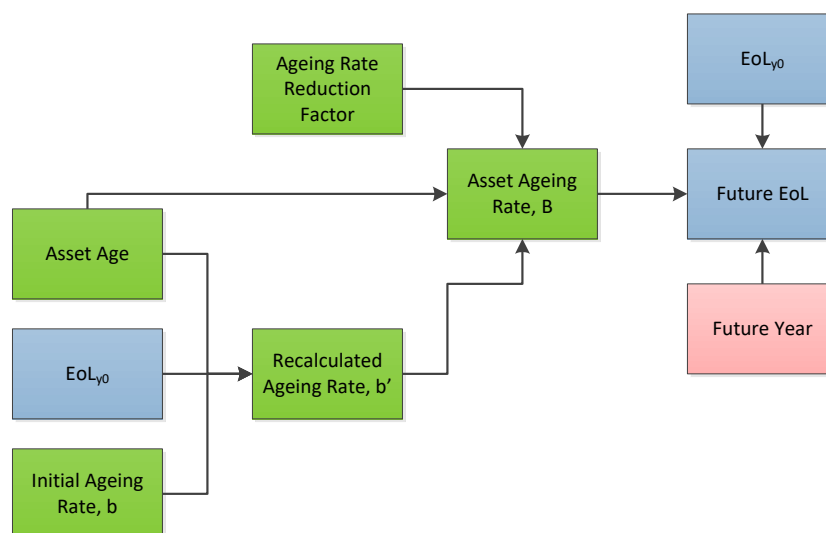 Ageing Rate
Reduction
Factor
EoLy0
Asset Ageing
Rate, B
Future EoL
Asset Age
EoLy0
Recalculated
Ageing Rate, b’
Future Year
Initial Ageing
Rate, b